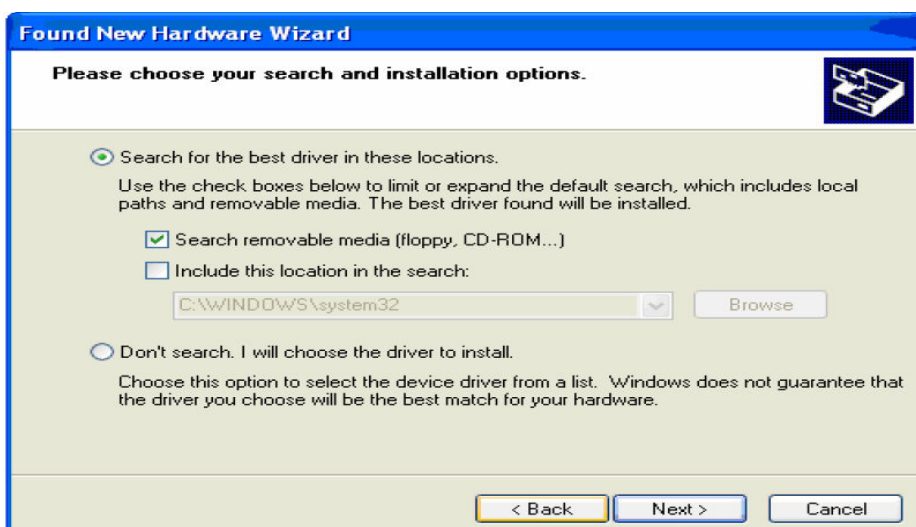 Found New Hardware Wizard
Please choose your search and installation options.
Search for the best driver in these locations.
Use the check boxes below to limit or expand the default search, which includes local
paths and removable media. The best driver found will be installed.
Search removable media (floppy, CD-ROM...)
Include this location in the search:
C:\WINDOWS\system32
Browse
Don't search. I will choose the driver to install.
Choose this option to select the device driver from a list. Windows does not guarantee that
the driver you choose will be the best match for your hardware.
< Back
Next >
Cancel